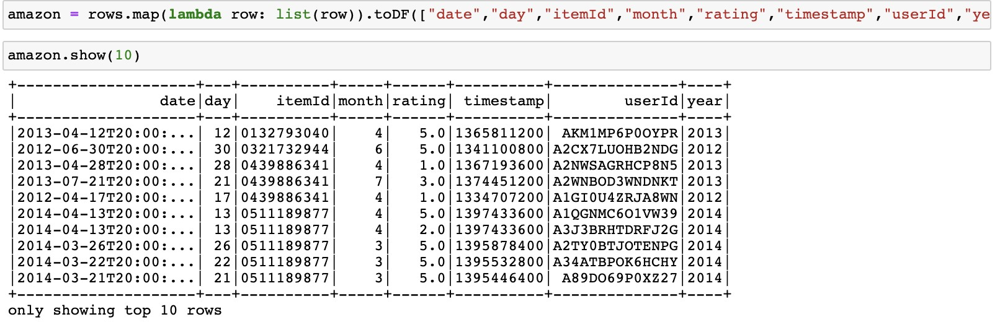 amazon = rows.map(lambda row: list(row)).toDF(["date","day","itemId","month","rating","timestamp","userId","ye
amazon.show(10)
+--------------------+---+----------+-----+------+----------+--------------+----+
|                date|day|    itemId|month|rating| timestamp|        userId|year|
+--------------------+---+----------+-----+------+----------+--------------+----+
|2013-04-12T20:00:...| 12|0132793040|    4|   5.0|1365811200| AKM1MP6P0OYPR|2013|
|2012-06-30T20:00:...| 30|0321732944|    6|   5.0|1341100800|A2CX7LUOHB2NDG|2012|
|2013-04-28T20:00:...| 28|0439886341|    4|   1.0|1367193600|A2NWSAGRHCP8N5|2013|
|2013-07-21T20:00:...| 21|0439886341|    7|   3.0|1374451200|A2WNBOD3WNDNKT|2013|
|2012-04-17T20:00:...| 17|0439886341|    4|   1.0|1334707200|A1GI0U4ZRJA8WN|2012|
|2014-04-13T20:00:...| 13|0511189877|    4|   5.0|1397433600|A1QGNMC6O1VW39|2014|
|2014-04-13T20:00:...| 13|0511189877|    4|   2.0|1397433600|A3J3BRHTDRFJ2G|2014|
|2014-03-26T20:00:...| 26|0511189877|    3|   5.0|1395878400|A2TY0BTJOTENPG|2014|
|2014-03-22T20:00:...| 22|0511189877|    3|   5.0|1395532800|A34ATBPOK6HCHY|2014|
|2014-03-21T20:00:...| 21|0511189877|    3|   5.0|1395446400| A89DO69P0XZ27|2014|
+--------------------+---+----------+-----+------+----------+--------------+----+
only showing top 10 rows